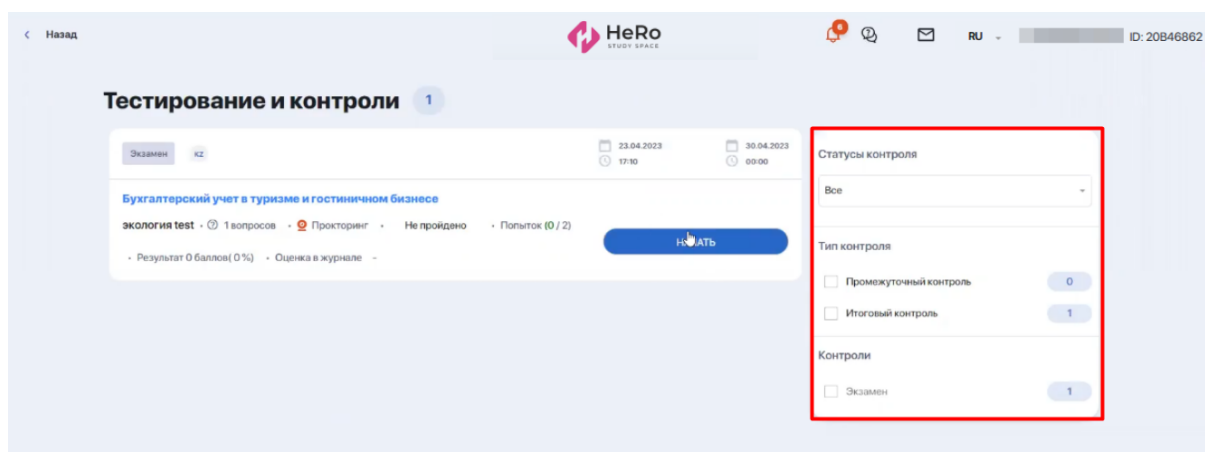 Назад
HeRo
STUDY SPACE
6
RU
ID: 20B46862
Тестирование и контроли 1
Экзамен KZ
23.04.2023 30.04.2023
17:10 00:00
Бухгалтерский учет в туризме и гостиничном бизнесе
экология test • 1 вопросов • Прокторинг • Не пройдено • Попыток (0 / 2)
НАЧАТЬ
• Результат 0 баллов( 0 %) • Оценка в журнале -
Статусы контроля
Все
Тип контроля
Промежуточный контроль 0
Итоговый контроль 1
Контроли
Экзамен 1